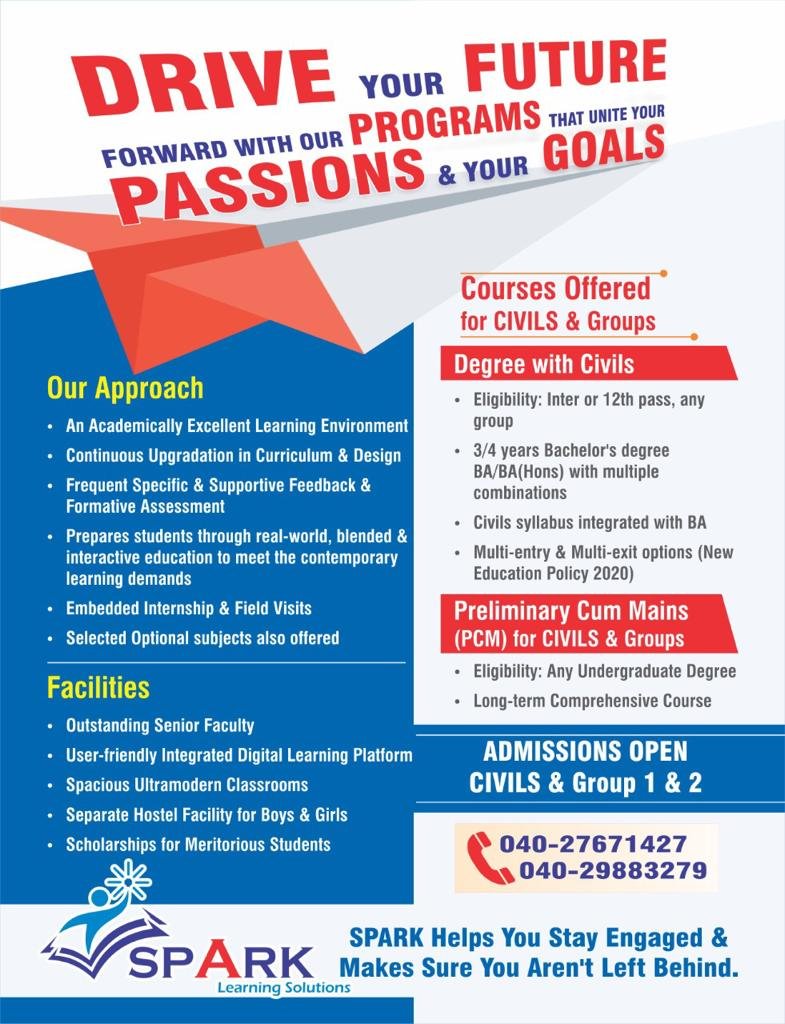 DRIVE YOUR FUTURE
FORWARD WITH OUR PROGRAMS THAT UNITE YOUR
PASSIONS & YOUR GOALS
Our Approach
• An Academically Excellent Learning Environment
• Continuous Upgradation in Curriculum & Design
• Frequent Specific & Supportive Feedback &
Formative Assessment
• Prepares students through real-world, blended &
interactive education to meet the contemporary
learning demands
• Embedded Internship & Field Visits
• Selected Optional subjects also offered
Facilities
• Outstanding Senior Faculty
• User-friendly Integrated Digital Learning Platform
• Spacious Ultramodern Classrooms
• Separate Hostel Facility for Boys & Girls
• Scholarships for Meritorious Students
Courses Offered
for CIVILS & Groups
Degree with Civils
• Eligibility: Inter or 12th pass, any
group
• 3/4 years Bachelor's degree
BA/BA(Hons) with multiple
combinations
• Civils syllabus integrated with BA
• Multi-entry & Multi-exit options (New
Education Policy 2020)
Preliminary Cum Mains
(PCM) for CIVILS & Groups
• Eligibility: Any Undergraduate Degree
• Long-term Comprehensive Course
ADMISSIONS OPEN
CIVILS & Group 1 & 2
040-27671427
040-29883279
SPARK
Learning Solutions
SPARK Helps You Stay Engaged &
Makes Sure You Aren't Left Behind.